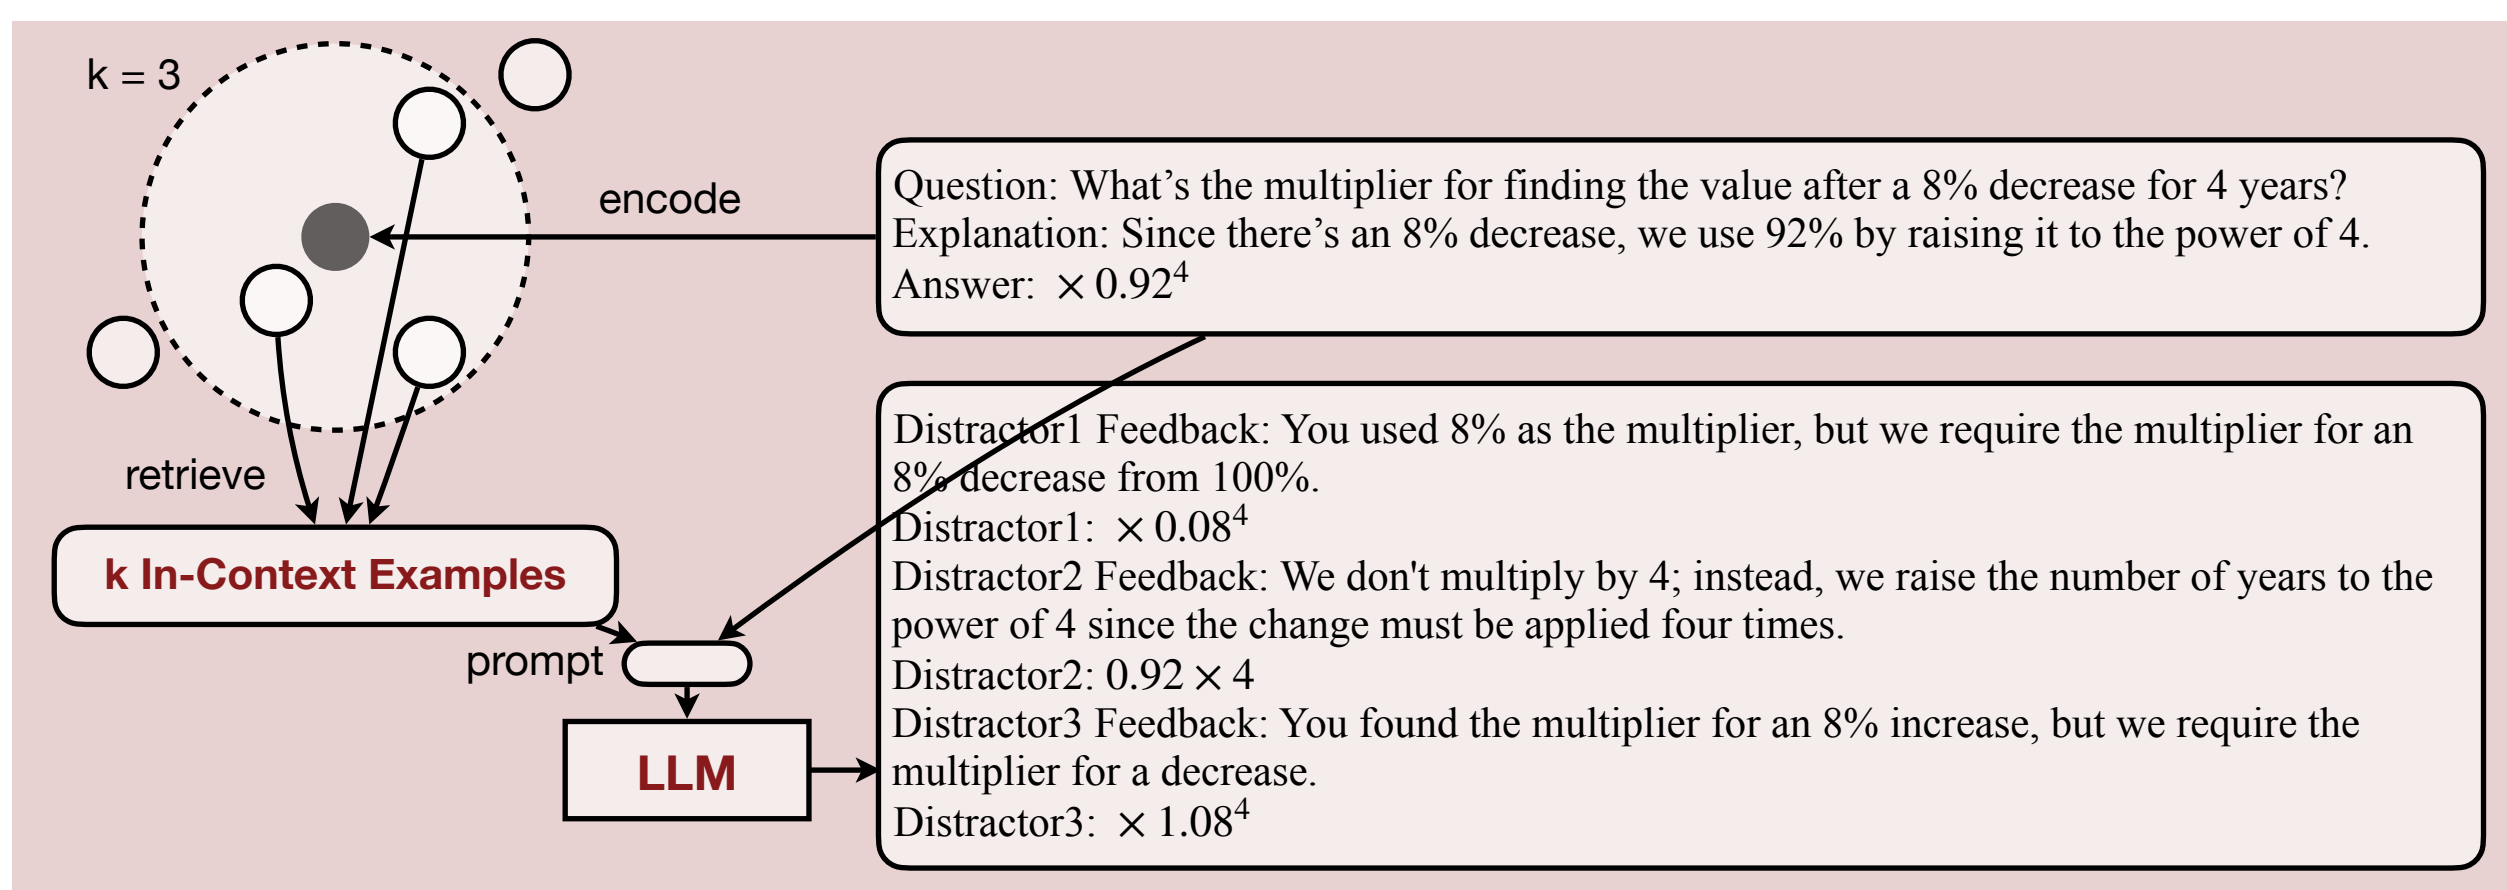 k = 3
encode
Question: What’s the multiplier for finding the value after a 8% decrease for 4 years?
Explanation: Since there’s an 8% decrease, we use 92% by raising it to the power of 4.
Answer: × 0.92⁴
retrieve
k In-Context Examples
prompt
LLM
Distractor1 Feedback: You used 8% as the multiplier, but we require the multiplier for an
8% decrease from 100%.
Distractor1: × 0.08⁴
Distractor2 Feedback: We don't multiply by 4; instead, we raise the number of years to the
power of 4 since the change must be applied four times.
Distractor2: 0.92 × 4
Distractor3 Feedback: You found the multiplier for an 8% increase, but we require the
multiplier for a decrease.
Distractor3: × 1.08⁴